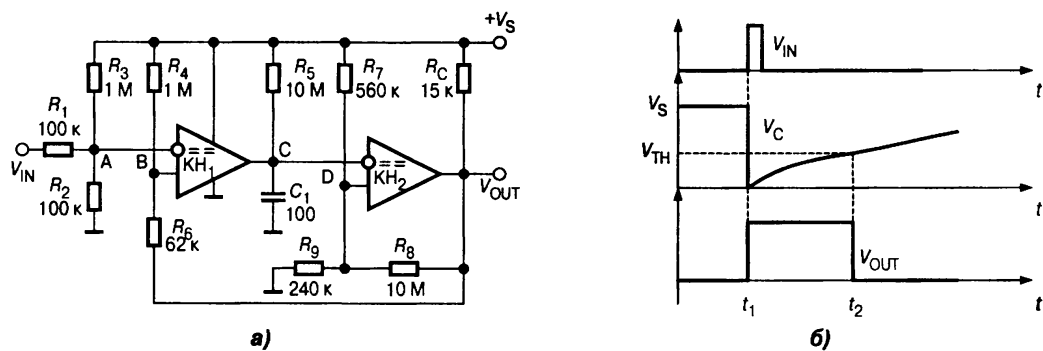 +V_S
R_3
1 М
R_4
1 М
R_5
10 М
R_7
560 к
R_C
15 к
R_1
100 к
V_IN
A
B
==
КН_1
C
D
==
КН_2
V_OUT
R_2
100 к
C_1
100
R_6
62 к
R_9
240 к
R_8
10 М
а)
V_IN
t
V_S
V_C
V_TH
t
V_OUT
t_1
t_2
t
б)